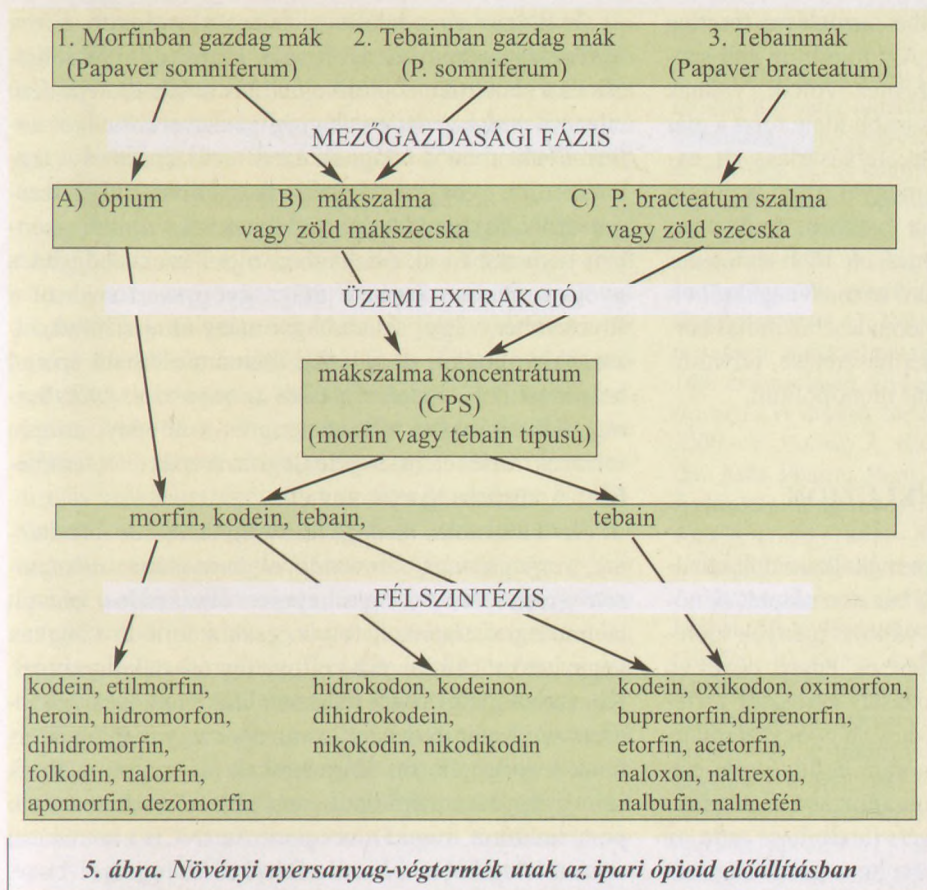 1. Morfinban gazdag mák
(Papaver somniferum)
2. Tebainban gazdag mák
(P. somniferum)
3. Tebainmák
(Papaver bracteatum)
MEZŐGAZDASÁGI FÁZIS
A) ópium
B) mákszalma
vagy zöld mákszecska
C) P. bracteatum szalma
vagy zöld szecska
ÜZEMI EXTRAKCIÓ
mákszalma koncentrátum
(CPS)
(morfin vagy tebain típusú)
morfin, kodein, tebain,
tebain
FÉLSZINTÉZIS
kodein, etilmorfin,
heroin, hidromorfon,
dihidromorfin,
folkodin, nalorfin,
apomorfin, dezomorfin
hidrokodon, kodeinon,
dihidrokodein,
nikokodin, nikodikodin
kodein, oxikodon, oximorfon,
buprenorfin,diprenorfin,
etorfin, acetorfin,
naloxon, naltrexon,
nalbufin, nalmefén
5. ábra. Növényi nyersanyag-végtermék utak az ipari ópioid előállításban